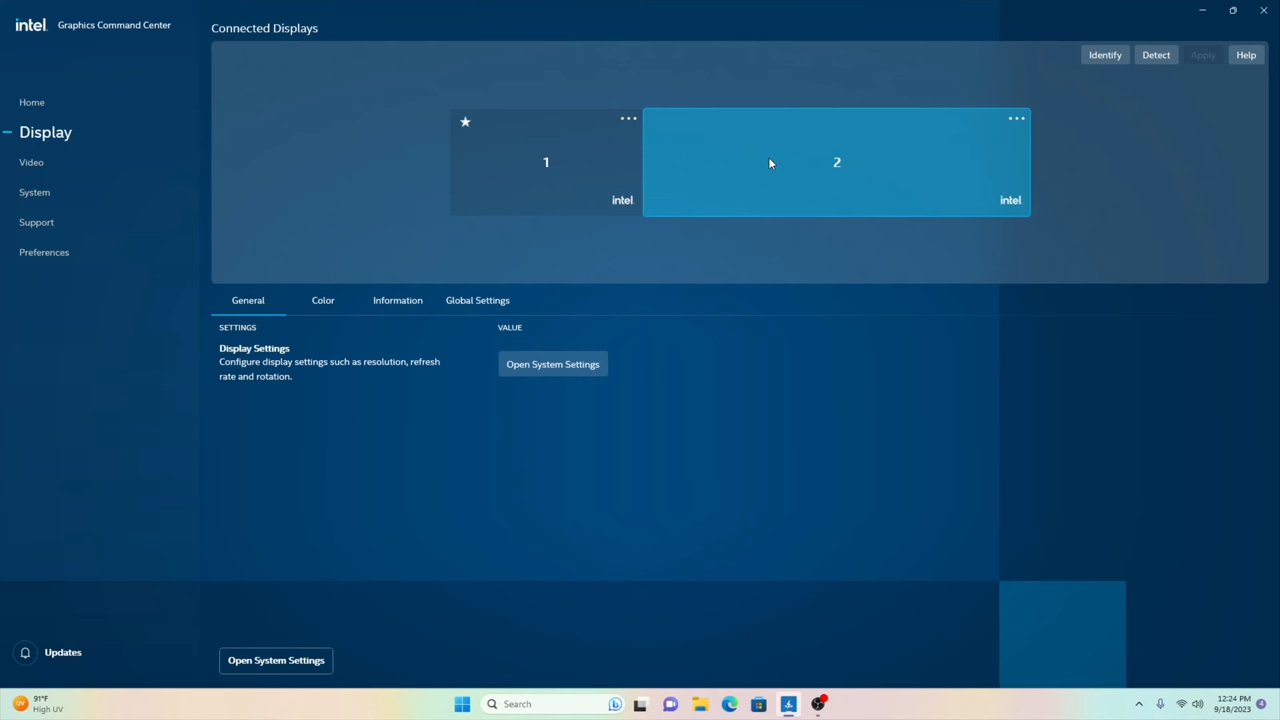 intel. Graphics Command Center
Connected Displays
Identify Detect Apply Help
Home
Display
Video
System
Support
Preferences
1
intel
2
intel
General Color Information Global Settings
SETTINGS VALUE
Display Settings
Configure display settings such as resolution, refresh
rate and rotation.
Open System Settings
Updates
Open System Settings
91°F
High UV
Search
12:24 PM
9/18/2023
4